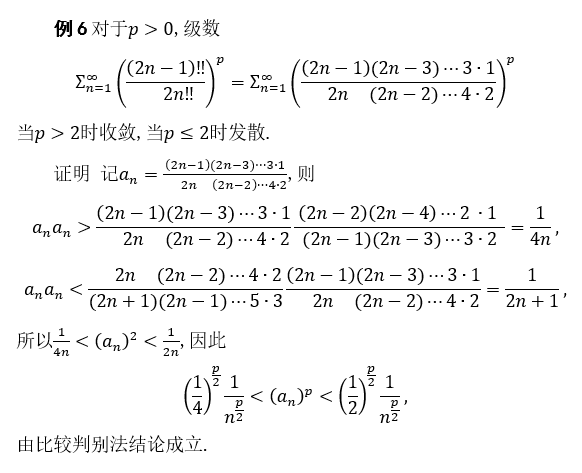 例 6 对于p > 0, 级数
Σ_{n=1}^{∞} ((2n − 1)!! / 2n!!)^p = Σ_{n=1}^{∞} ((2n − 1)(2n − 3) ⋯ 3 · 1 / 2n (2n − 2) ⋯ 4 · 2)^p
当p > 2时收敛, 当p ≤ 2时发散.
证明 记a_n = (2n−1)(2n−3)⋯3·1 / 2n (2n−2)⋯4·2, 则
a_n a_n > (2n − 1)(2n − 3) ⋯ 3 · 1 / 2n (2n − 2) ⋯ 4 · 2 (2n − 2)(2n − 4) ⋯ 2 · 1 / (2n − 1)(2n − 3) ⋯ 3 · 2 = 1 / 4n,
a_n a_n < 2n (2n − 2) ⋯ 4 · 2 / (2n + 1)(2n − 1) ⋯ 5 · 3 (2n − 1)(2n − 3) ⋯ 3 · 1 / 2n (2n − 2) ⋯ 4 · 2 = 1 / 2n + 1,
所以1/4n < (a_n)^2 < 1/2n, 因此
(1/4)^{p/2} 1/n^{p/2} < (a_n)^p < (1/2)^{p/2} 1/n^{p/2},
由比较判别法结论成立.